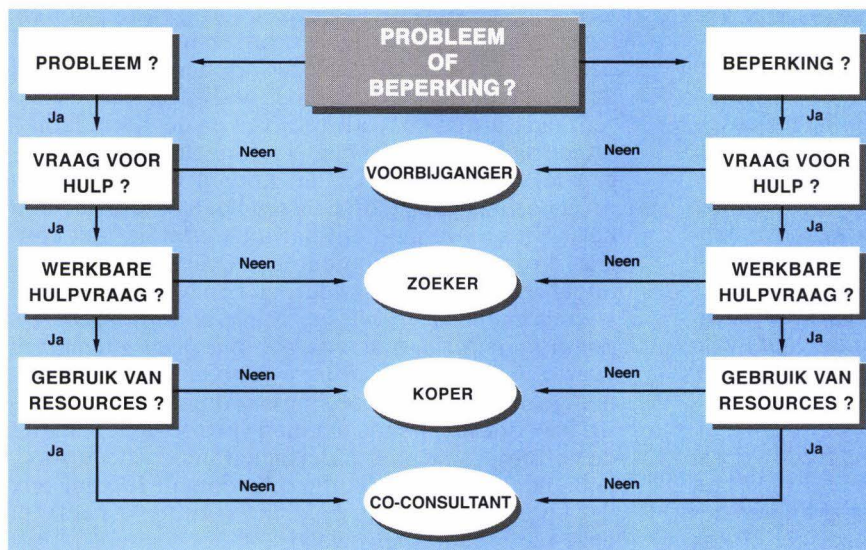 PROBLEEM
OF
BEPERKING ?
PROBLEEM ?
BEPERKING ?
Ja
Ja
VRAAG VOOR
HULP ?
Neen
VOORBIJGANGER
Neen
VRAAG VOOR
HULP ?
Ja
Ja
WERKBARE
HULPVRAAG ?
Neen
ZOEKER
Neen
WERKBARE
HULPVRAAG ?
Ja
Ja
GEBRUIK VAN
RESOURCES ?
Neen
KOPER
Neen
GEBRUIK VAN
RESOURCES ?
Ja
Ja
Neen
CO-CONSULTANT
Neen